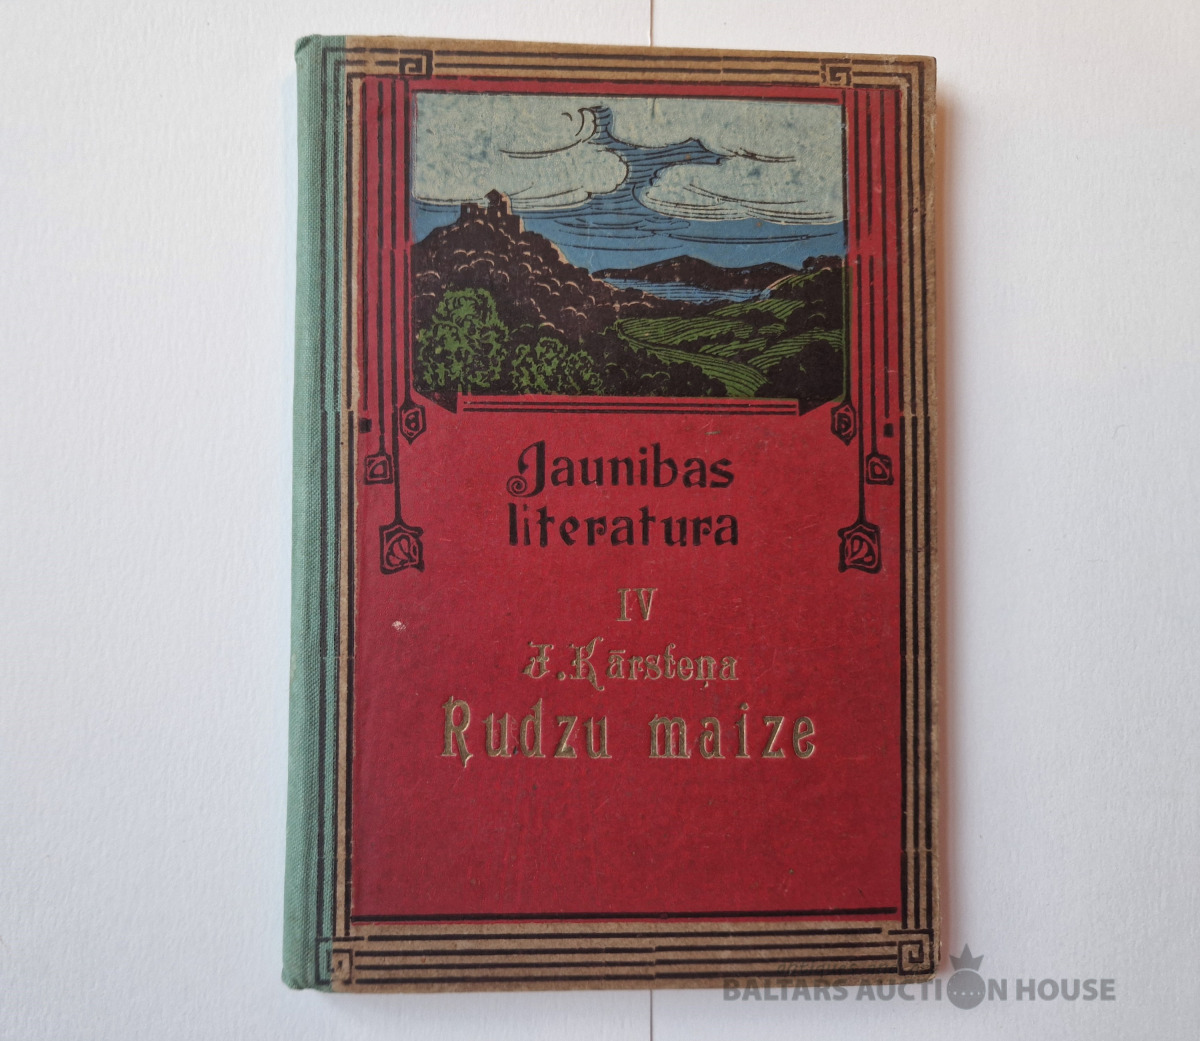 Jaunibas
literatura
IV
J. Kārsteņa
Rudzu maize
BALTARS AUCTION HOUSE